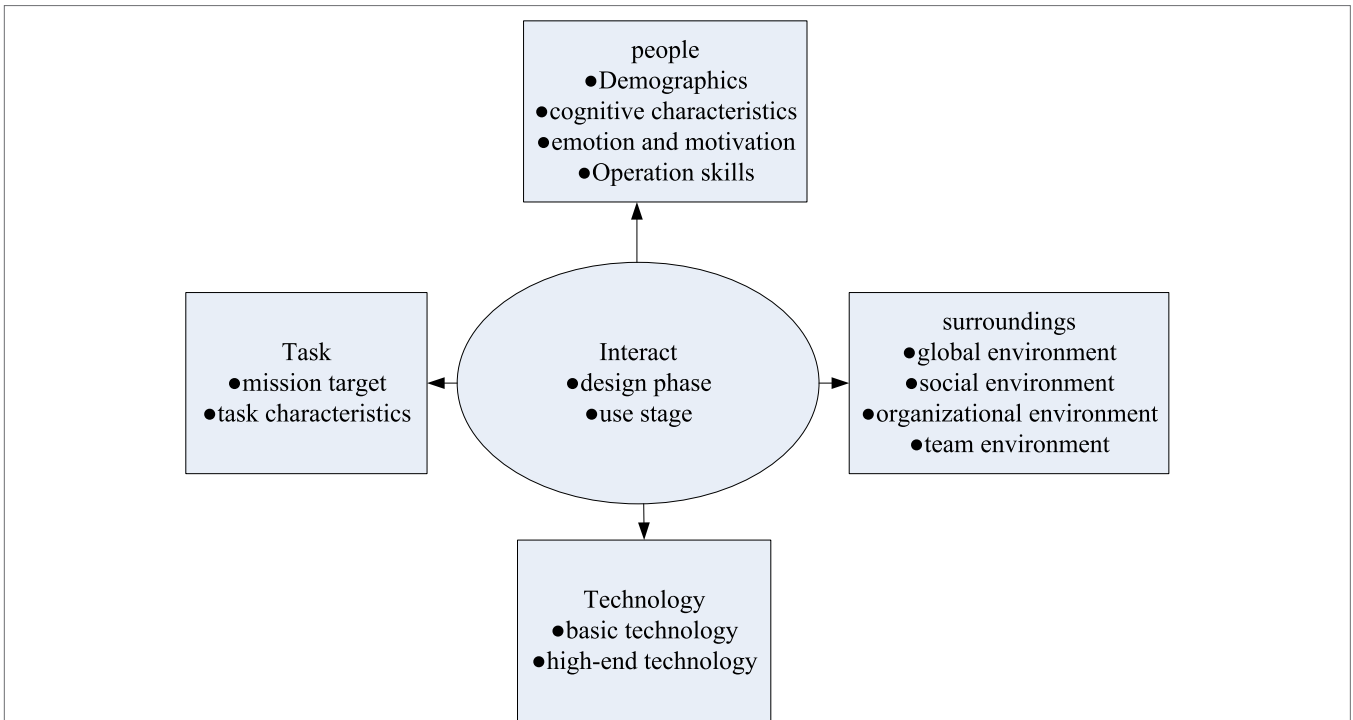 people
●Demographics
●cognitive characteristics
●emotion and motivation
●Operation skills
Task
●mission target
●task characteristics
Interact
●design phase
●use stage
surroundings
●global environment
●social environment
●organizational environment
●team environment
Technology
●basic technology
●high-end technology